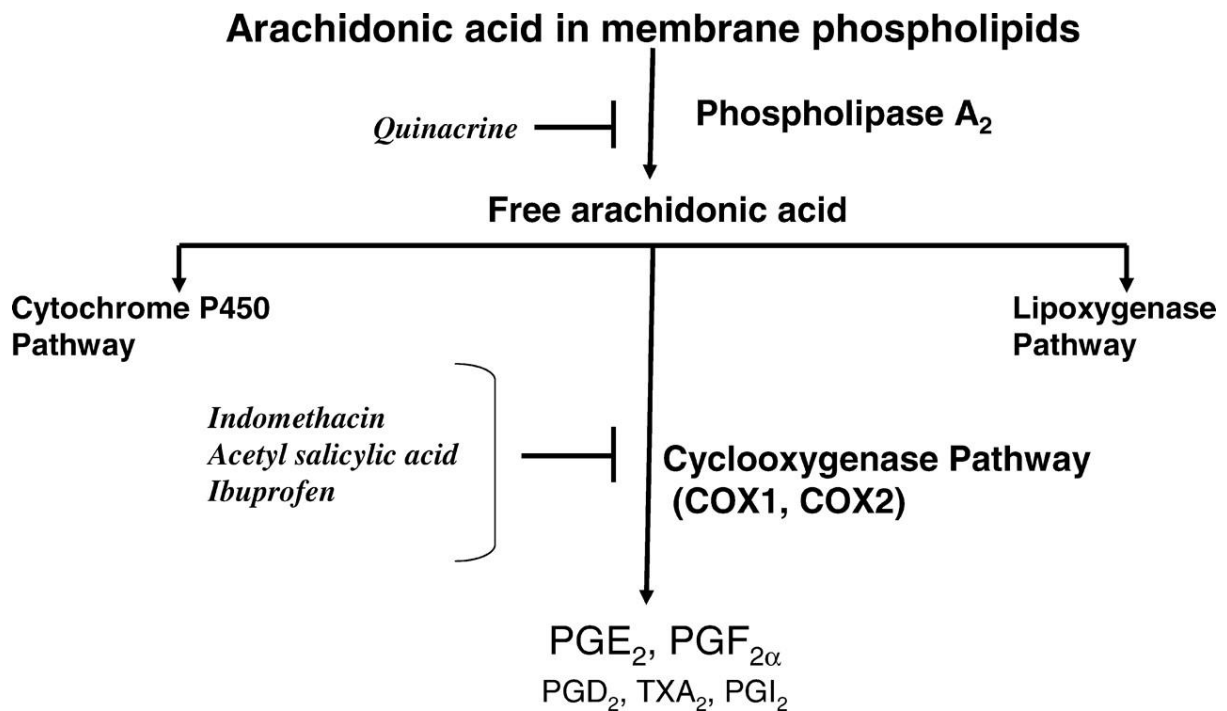 Arachidonic acid in membrane phospholipids
Quinacrine
Phospholipase A₂
Free arachidonic acid
Cytochrome P450
Pathway
Lipoxygenase
Pathway
Indomethacin
Acetyl salicylic acid
Ibuprofen
Cyclooxygenase Pathway
(COX1, COX2)
PGE₂, PGF₂α
PGD₂, TXA₂, PGI₂